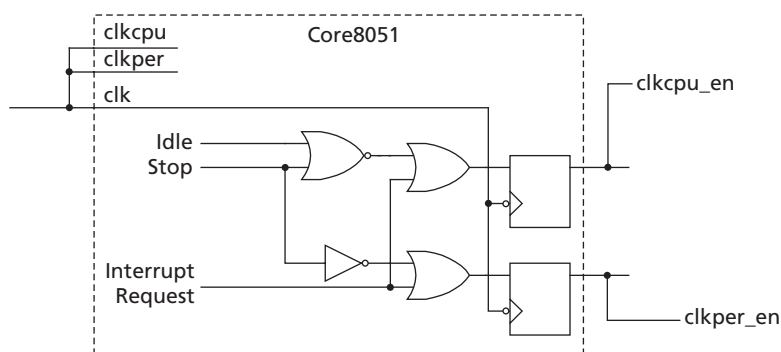 clkcpu
Core8051
clkper
clk
clkcpu_en
Idle
Stop
Interrupt
Request
clkper_en